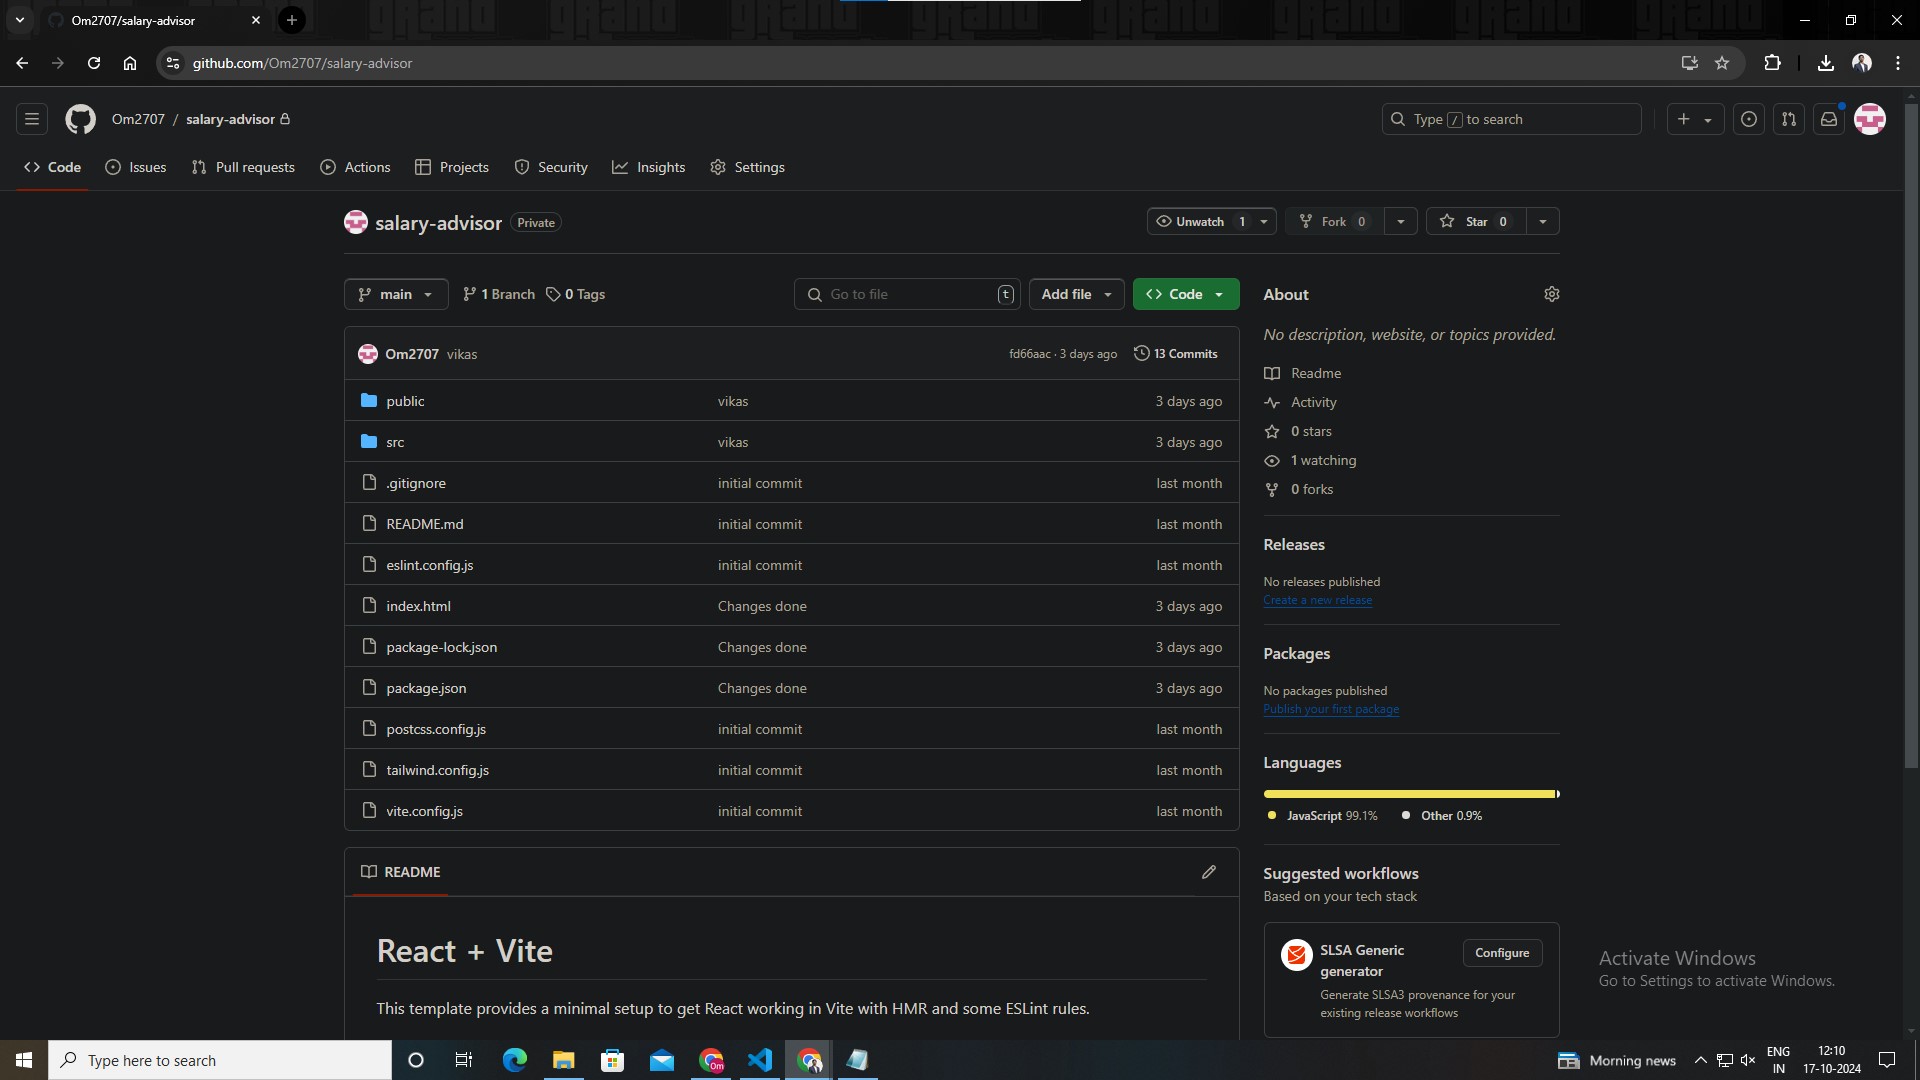 Om2707/salary-advisor
github.com/Om2707/salary-advisor
Om2707 / salary-advisor
Type / to search
Code Issues Pull requests Actions Projects Security Insights Settings
salary-advisor Private
Unwatch 1 Fork 0 Star 0
main 1 Branch 0 Tags
Go to file t Add file Code
Om2707 vikas fd66aac · 3 days ago 13 Commits
public vikas 3 days ago
src vikas 3 days ago
.gitignore initial commit last month
README.md initial commit last month
eslint.config.js initial commit last month
index.html Changes done 3 days ago
package-lock.json Changes done 3 days ago
package.json Changes done 3 days ago
postcss.config.js initial commit last month
tailwind.config.js initial commit last month
vite.config.js initial commit last month
README
React + Vite
This template provides a minimal setup to get React working in Vite with HMR and some ESLint rules.
About
No description, website, or topics provided.
Readme
Activity
0 stars
1 watching
0 forks
Releases
No releases published
Create a new release
Packages
No packages published
Publish your first package
Languages
JavaScript 99.1% Other 0.9%
Suggested workflows
Based on your tech stack
SLSA Generic
generator
Configure
Generate SLSA3 provenance for your
existing release workflows
Activate Windows
Go to Settings to activate Windows.
Type here to search
Om
Morning news
ENG
IN
12:10
17-10-2024